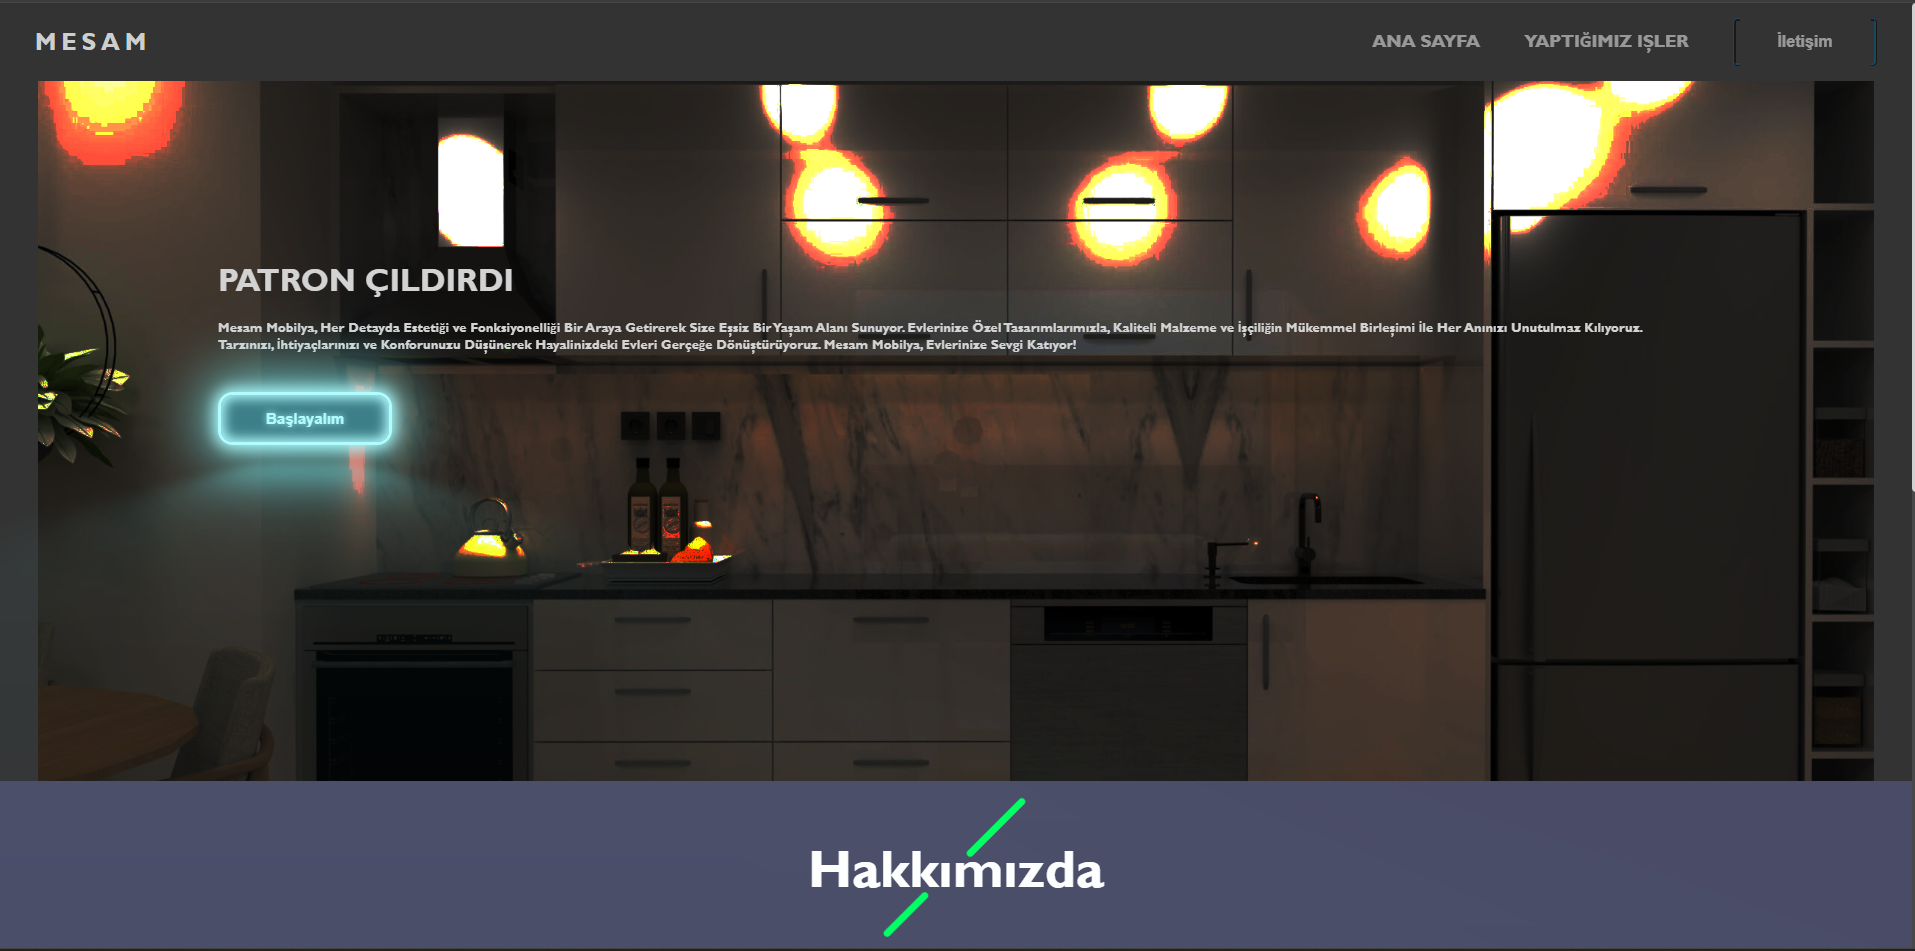 MESAM
ANA SAYFA
YAPTIĞIMIZ IŞLER
İletişim
PATRON ÇILDIRDI
Mesam Mobilya, Her Detayda Estetiği ve Fonksiyonelliği Bir Araya Getirerek Size Eşsiz Bir Yaşam Alanı Sunuyor. Evlerinize Özel Tasarımlarımızla, Kaliteli Malzeme ve İşçiliğin Mükemmel Birleşimi İle Her Anınızı Unutulmaz Kılıyoruz.
Tarzınızı, İhtiyaçlarınızı ve Konforunuzu Düşünerek Hayalinizdeki Evleri Gerçeğe Dönüştürüyoruz. Mesam Mobilya, Evlerinize Sevgi Katıyor!
Başlayalım
Hakkımızda